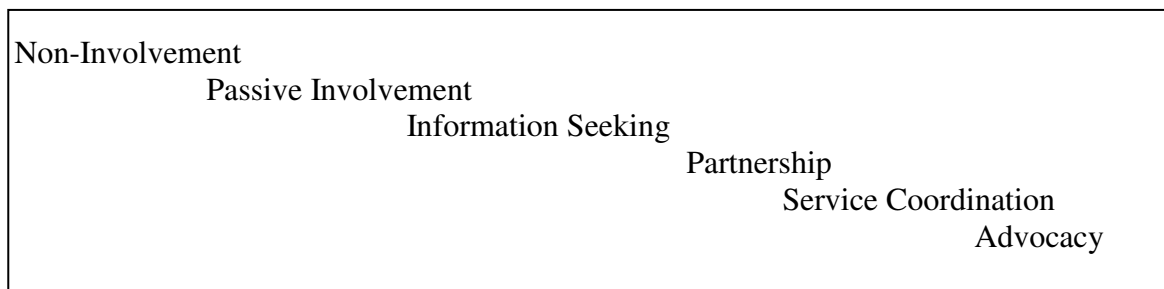 Non-Involvement
Passive Involvement
Information Seeking
Partnership
Service Coordination
Advocacy